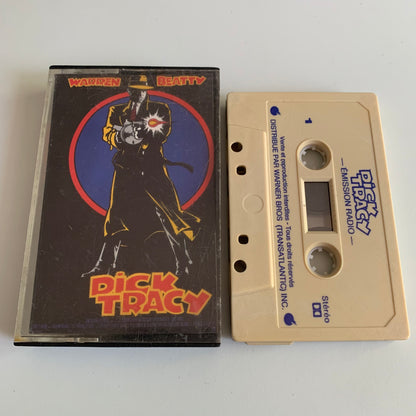 WARREN BEATTY
DiCK
TRACY
DiCK
TRACY
— ÉMISSION RADIO —
1
Vente et reproduction interdites - Tous droits réservés
DISTRIBUÉ PAR WARNER BROS (TRANSATLANTIC) INC.
Stéréo